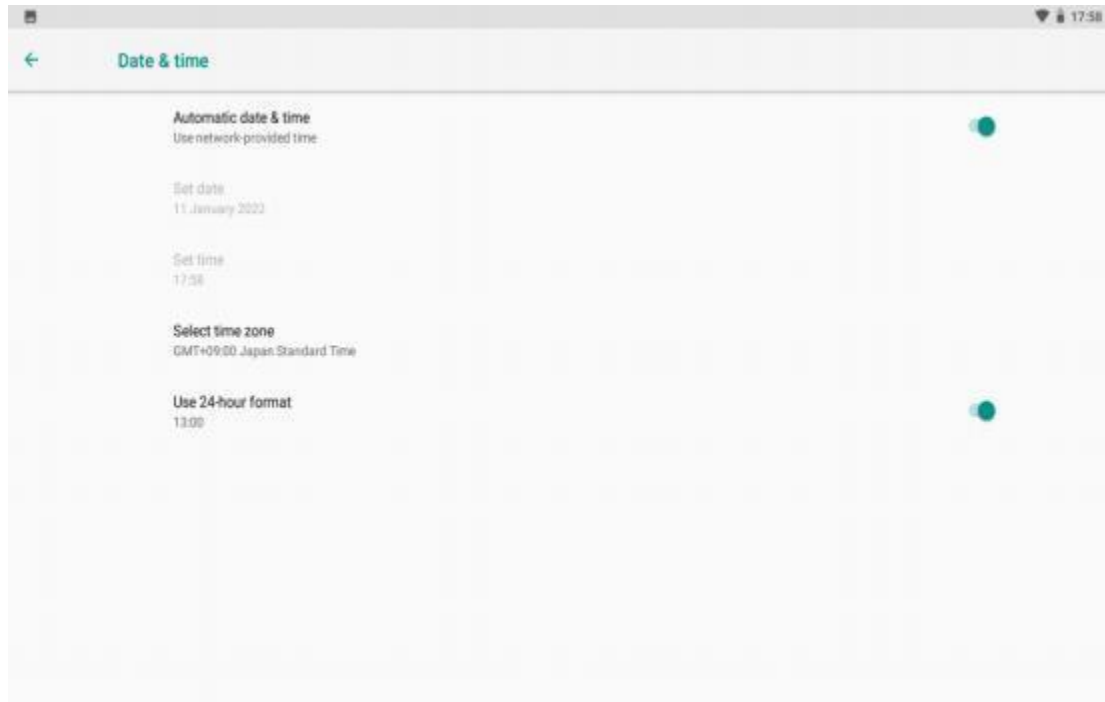 17:58
Date & time
Automatic date & time
Use network-provided time
Set date
11 January 2022
Set time
17:58
Select time zone
GMT+09:00 Japan Standard Time
Use 24-hour format
13:00